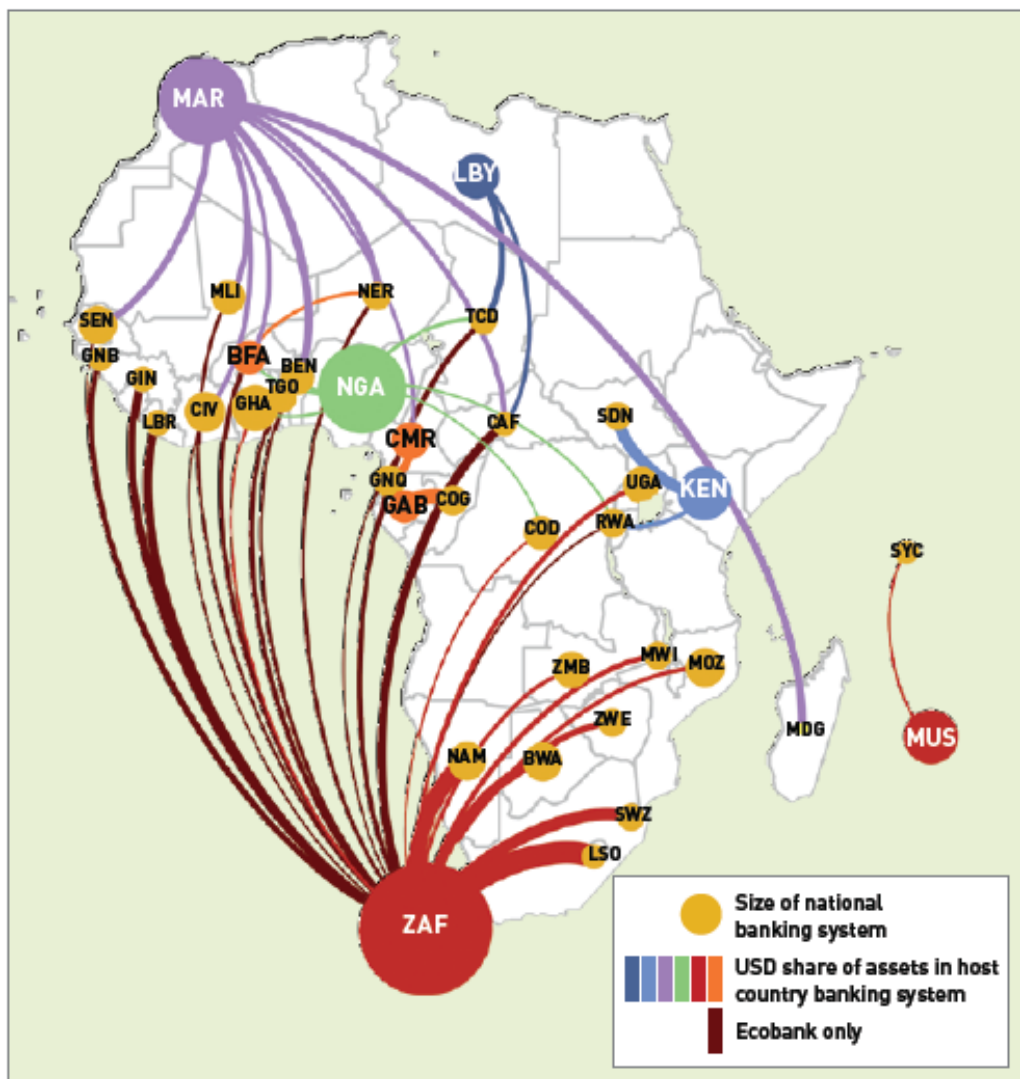 MAR
LBY
MLI
NER
TCD
SEN
GNB
BFA
BEN
GIN
TGO
NGA
LBR
CIV
GHA
CAF
SDN
CMR
GNQ
GAB
COG
UGA
KEN
COD
RWA
SYC
ZMB
MWI
MOZ
ZWE
MDG
MUS
NAM
BWA
SWZ
LSO
ZAF
Size of national
banking system
USD share of assets in host
country banking system
Ecobank only